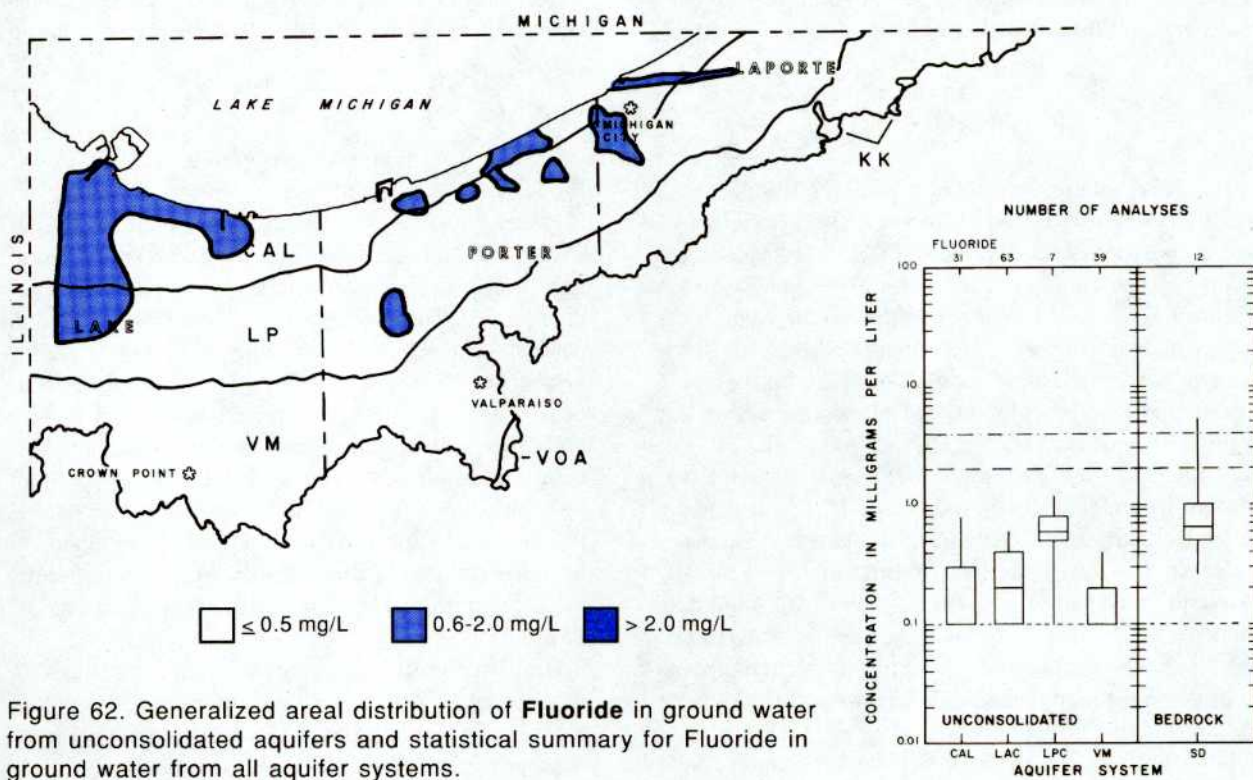 MICHIGAN
LAKE MICHIGAN
LAPORTE
MICHIGAN
CITY
KK
ILLINOIS
CAL
PORTER
LAKE
LP
VALPARAISO
VM
VOA
CROWN POINT
≤ 0.5 mg/L 0.6-2.0 mg/L > 2.0 mg/L
Figure 62. Generalized areal distribution of Fluoride in ground water
from unconsolidated aquifers and statistical summary for Fluoride in
ground water from all aquifer systems.
NUMBER OF ANALYSES
FLUORIDE
31 63 7 39 12
CONCENTRATION IN MILLIGRAMS PER LITER
100
10
1.0
0.1
0.01
UNCONSOLIDATED BEDROCK
CAL LAC LPC VM SD
AQUIFER SYSTEM